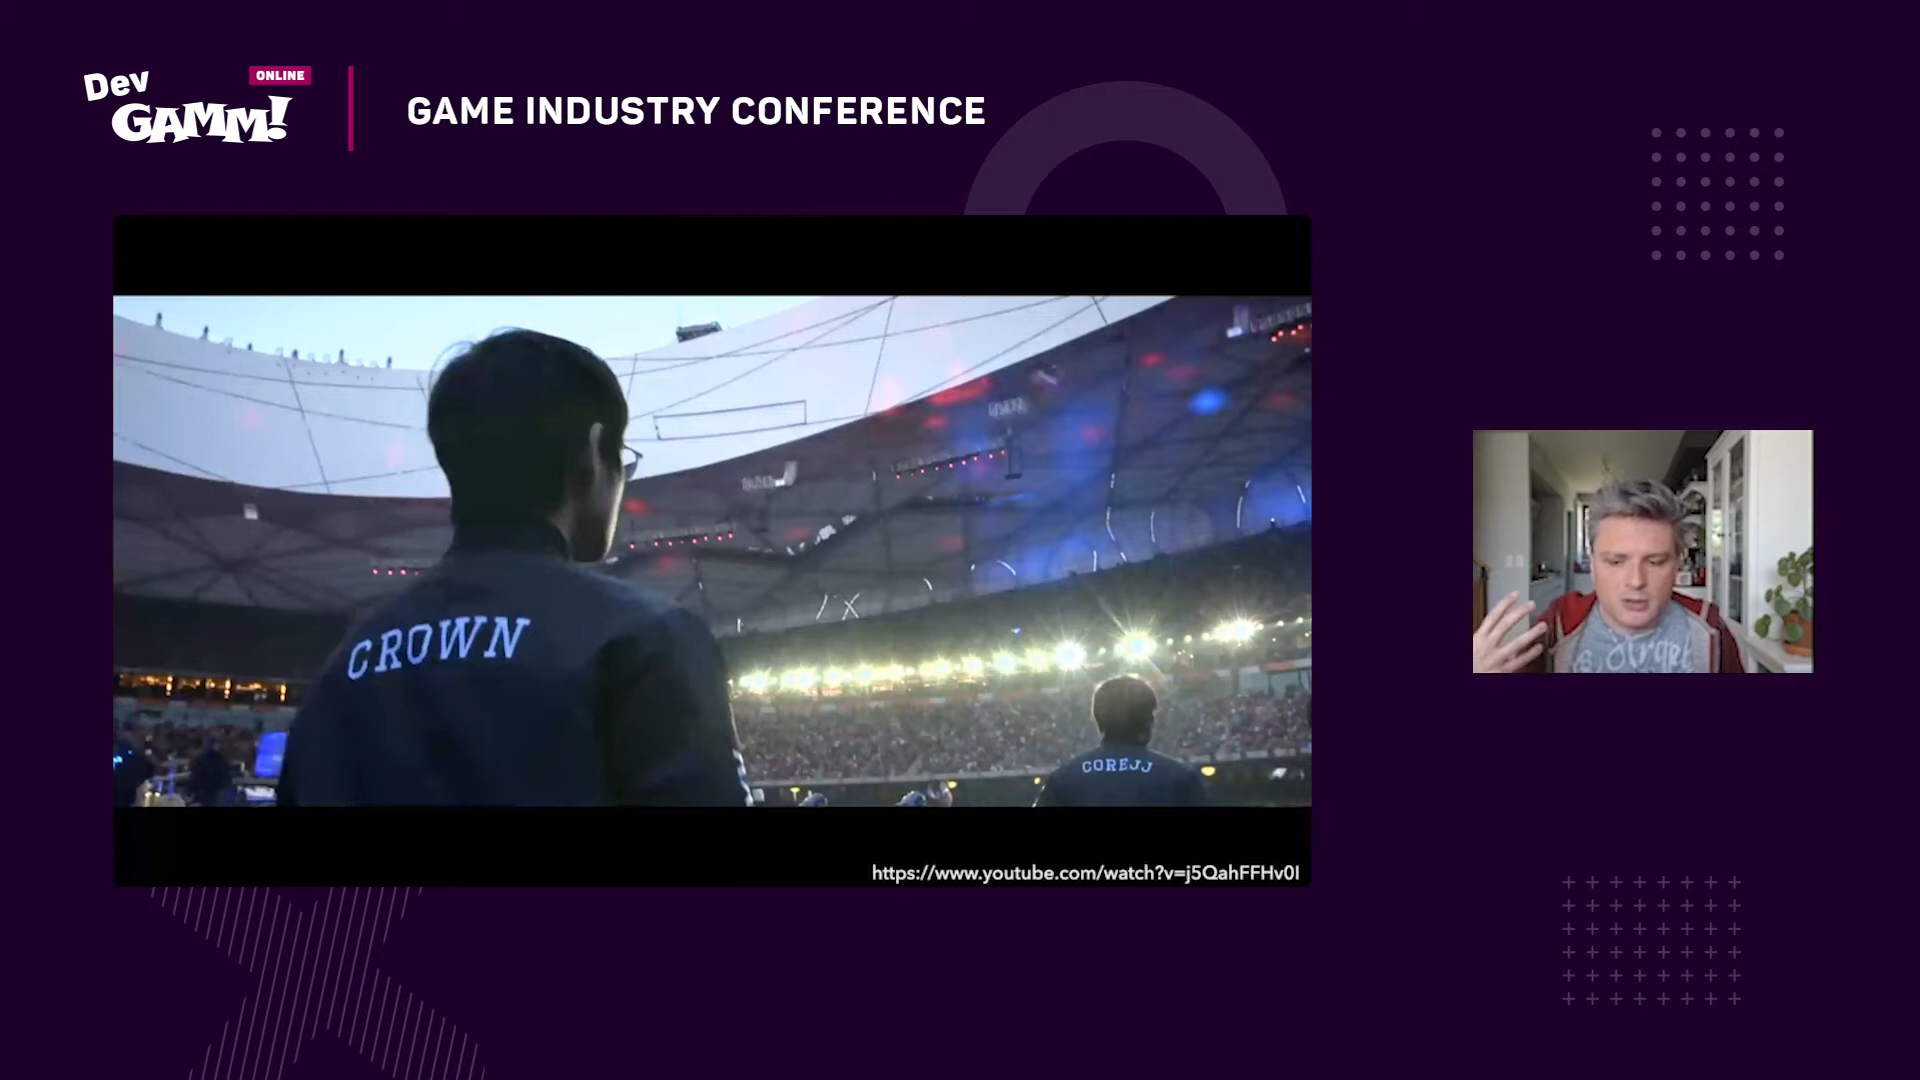 Dev
GAMM!
ONLINE
GAME INDUSTRY CONFERENCE
CROWN
COREJJ
https://www.youtube.com/watch?v=j5QahFFHv0I